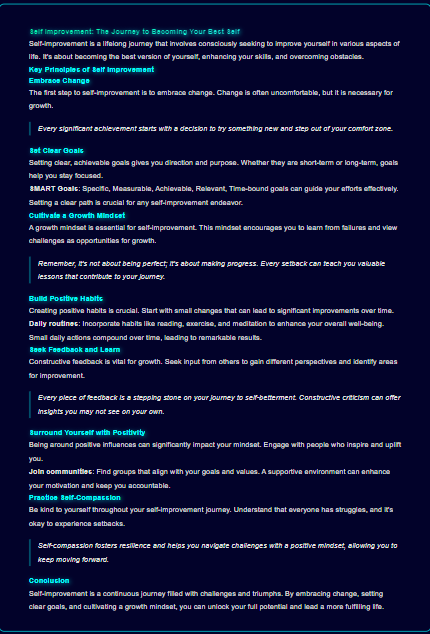 Self Improvement: The Journey to Becoming Your Best Self
Self-improvement is a lifelong journey that involves consciously seeking to improve yourself in various aspects of
life. It's about becoming the best version of yourself, enhancing your skills, and overcoming obstacles.
Key Principles of Self Improvement
Embrace Change
The first step to self-improvement is to embrace change. Change is often uncomfortable, but it is necessary for
growth.
Every significant achievement starts with a decision to try something new and step out of your comfort zone.
Set Clear Goals
Setting clear, achievable goals gives you direction and purpose. Whether they are short-term or long-term, goals
help you stay focused.
SMART Goals: Specific, Measurable, Achievable, Relevant, Time-bound goals can guide your efforts effectively.
Setting a clear path is crucial for any self-improvement endeavor.
Cultivate a Growth Mindset
A growth mindset is essential for self-improvement. This mindset encourages you to learn from failures and view
challenges as opportunities for growth.
Remember, it's not about being perfect; it's about making progress. Every setback can teach you valuable
lessons that contribute to your journey.
Build Positive Habits
Creating positive habits is crucial. Start with small changes that can lead to significant improvements over time.
Daily routines: Incorporate habits like reading, exercise, and meditation to enhance your overall well-being.
Small daily actions compound over time, leading to remarkable results.
Seek Feedback and Learn
Constructive feedback is vital for growth. Seek input from others to gain different perspectives and identify areas
for improvement.
Every piece of feedback is a stepping stone on your journey to self-betterment. Constructive criticism can offer
insights you may not see on your own.
Surround Yourself with Positivity
Being around positive influences can significantly impact your mindset. Engage with people who inspire and uplift
you.
Join communities: Find groups that align with your goals and values. A supportive environment can enhance
your motivation and keep you accountable.
Practice Self-Compassion
Be kind to yourself throughout your self-improvement journey. Understand that everyone has struggles, and it's
okay to experience setbacks.
Self-compassion fosters resilience and helps you navigate challenges with a positive mindset, allowing you to
keep moving forward.
Conclusion
Self-improvement is a continuous journey filled with challenges and triumphs. By embracing change, setting
clear goals, and cultivating a growth mindset, you can unlock your full potential and lead a more fulfilling life.